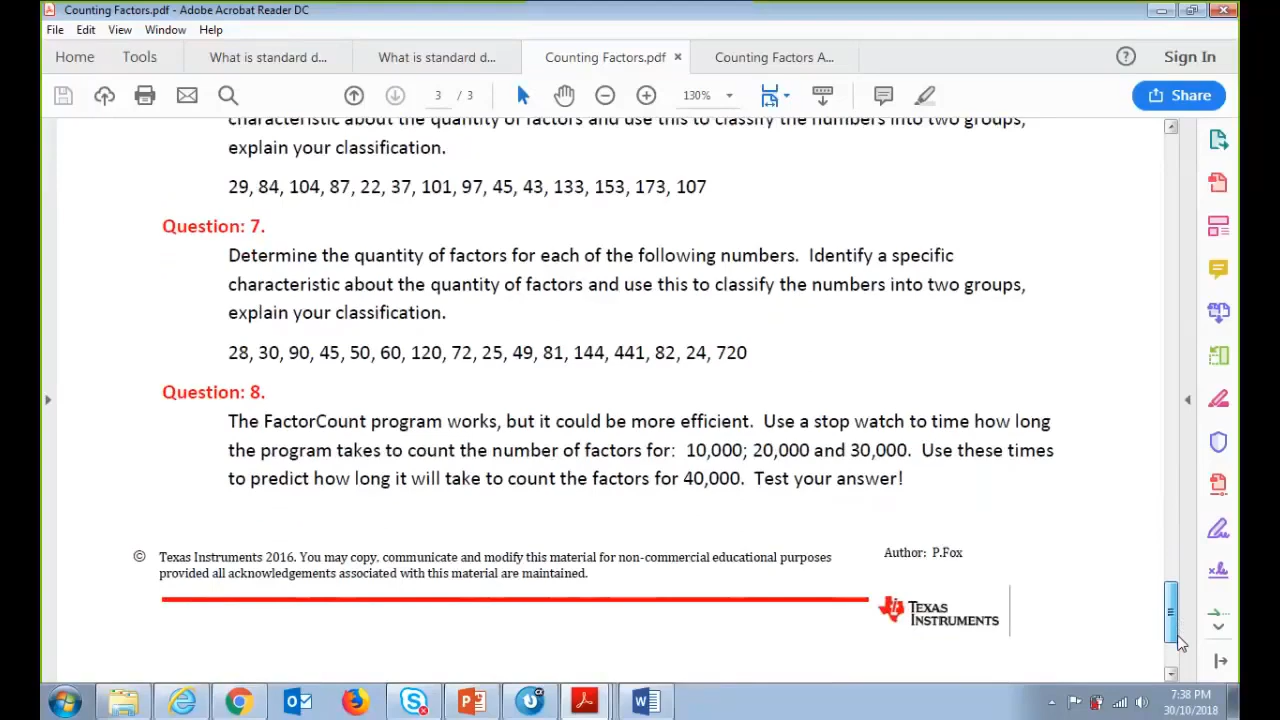 Counting Factors.pdf - Adobe Acrobat Reader DC
File Edit View Window Help
Home Tools What is standard d... What is standard d... Counting Factors.pdf × Counting Factors A...
Sign In
3 / 3 130% Share
characteristic about the quantity of factors and use this to classify the numbers into two groups,
explain your classification.
29, 84, 104, 87, 22, 37, 101, 97, 45, 43, 133, 153, 173, 107
Question: 7.
Determine the quantity of factors for each of the following numbers. Identify a specific
characteristic about the quantity of factors and use this to classify the numbers into two groups,
explain your classification.
28, 30, 90, 45, 50, 60, 120, 72, 25, 49, 81, 144, 441, 82, 24, 720
Question: 8.
The FactorCount program works, but it could be more efficient. Use a stop watch to time how long
the program takes to count the number of factors for: 10,000; 20,000 and 30,000. Use these times
to predict how long it will take to count the factors for 40,000. Test your answer!
© Texas Instruments 2016. You may copy, communicate and modify this material for non-commercial educational purposes
provided all acknowledgements associated with this material are maintained.
Author: P.Fox
TEXAS
INSTRUMENTS
7:38 PM
30/10/2018